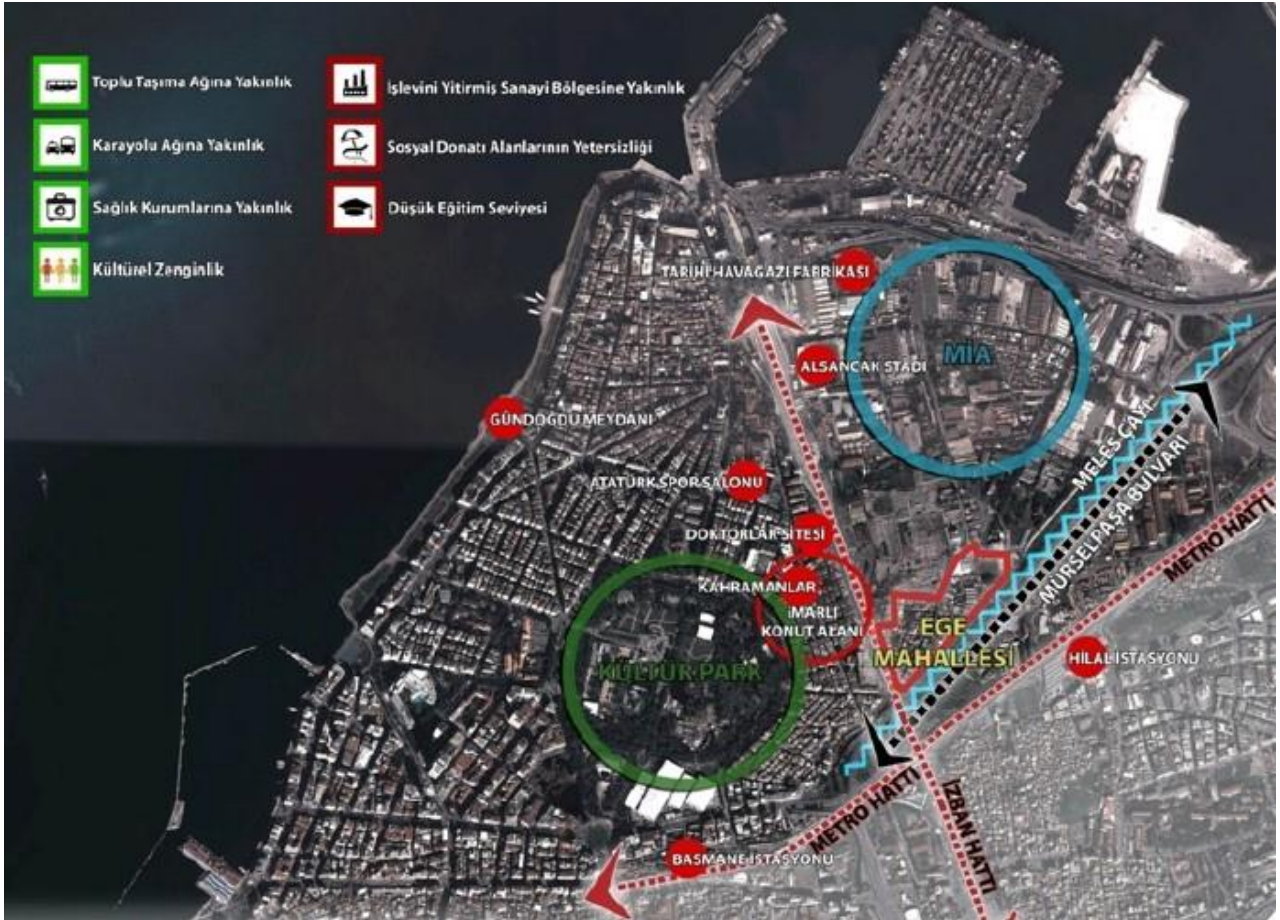 Toplu Taşıma Ağına Yakınlık
Karayolu Ağına Yakınlık
Sağlık Kurumlarına Yakınlık
Kültürel Zenginlik
İşlevini Yitirmiş Sanayi Bölgesine Yakınlık
Sosyal Donatı Alanlarının Yetersizliği
Düşük Eğitim Seviyesi
TARİHİ HAVAGAZI FABRİKASI
MİA
ALSANCAK STADI
GÜNDOĞDU MEYDANI
MELES ÇAYI
MÜRSELPAŞA BULVARI
ATATÜRK SPOR SALONU
METRO HATTI
DOKTORLAR SİTESİ
KAHRAMANLAR
İMARLI
KONUT ALANI
EGE
MAHALLESİ
HİLAL İSTASYONU
KÜLTÜR PARK
METRO HATTI
İZBAN HATTI
BASMANE İSTASYONU